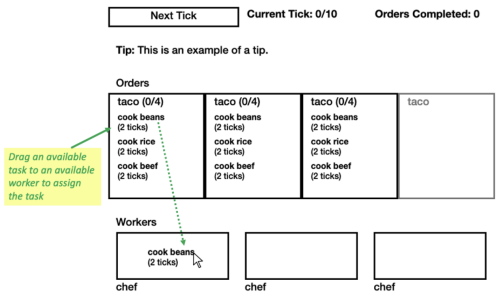 Next Tick
Current Tick: 0/10
Orders Completed: 0
Tip: This is an example of a tip.
Orders
taco (0/4)
cook beans
(2 ticks)
cook rice
(2 ticks)
cook beef
(2 ticks)
taco (0/4)
cook beans
(2 ticks)
cook rice
(2 ticks)
cook beef
(2 ticks)
taco (0/4)
cook beans
(2 ticks)
cook rice
(2 ticks)
cook beef
(2 ticks)
taco
Drag an available
task to an available
worker to assign
the task
Workers
cook beans
(2 ticks)
chef
chef
chef